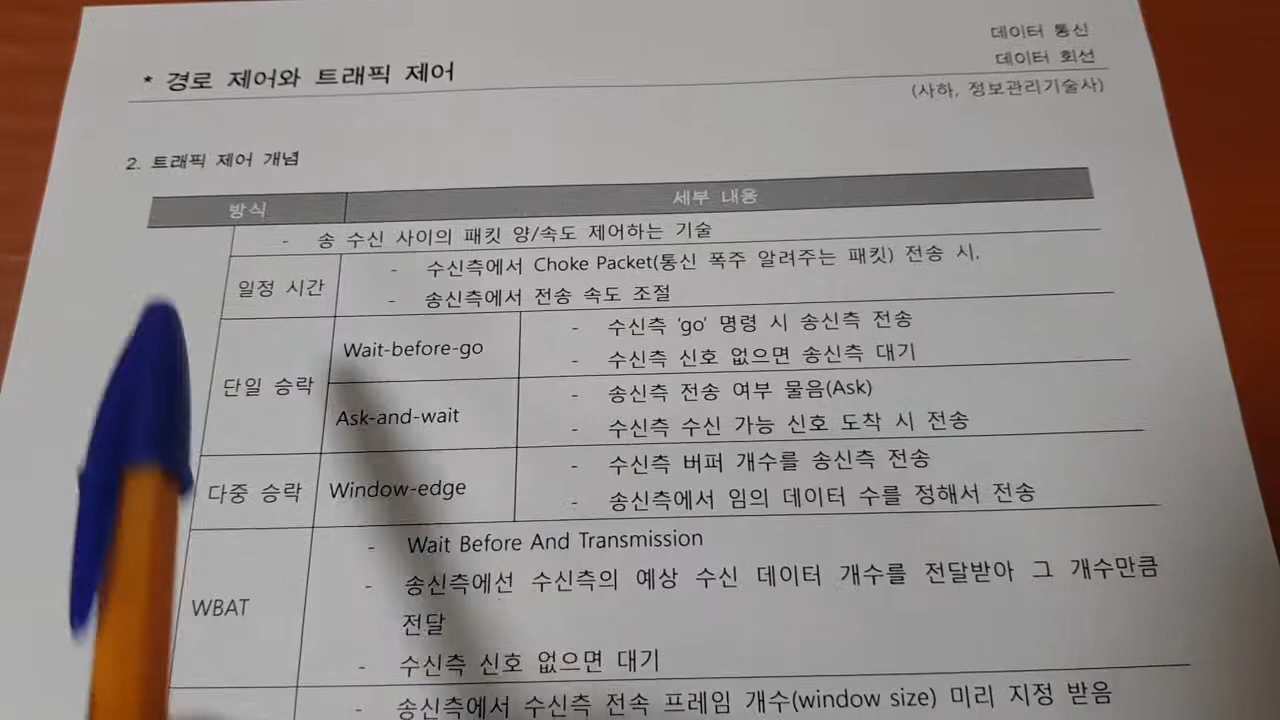 데이터 통신
* 경로 제어와 트래픽 제어
데이터 회선
(사하, 정보관리기술사)
2. 트래픽 제어 개념
방식 세부 내용
- 송 수신 사이의 패킷 양/속도 제어하는 기술
일정 시간
- 수신측에서 Choke Packet(통신 폭주 알려주는 패킷) 전송 시,
- 송신측에서 전송 속도 조절
단일 승락
Wait-before-go
- 수신측 'go' 명령 시 송신측 전송
- 수신측 신호 없으면 송신측 대기
Ask-and-wait
- 송신측 전송 여부 물음(Ask)
- 수신측 수신 가능 신호 도착 시 전송
다중 승락
Window-edge
- 수신측 버퍼 개수를 송신측 전송
- 송신측에서 임의 데이터 수를 정해서 전송
WBAT
- Wait Before And Transmission
- 송신측에선 수신측의 예상 수신 데이터 개수를 전달받아 그 개수만큼
전달
- 수신측 신호 없으면 대기
- 송신측에서 수신측 전속 프레임 개수(window size) 미리 지정 받음